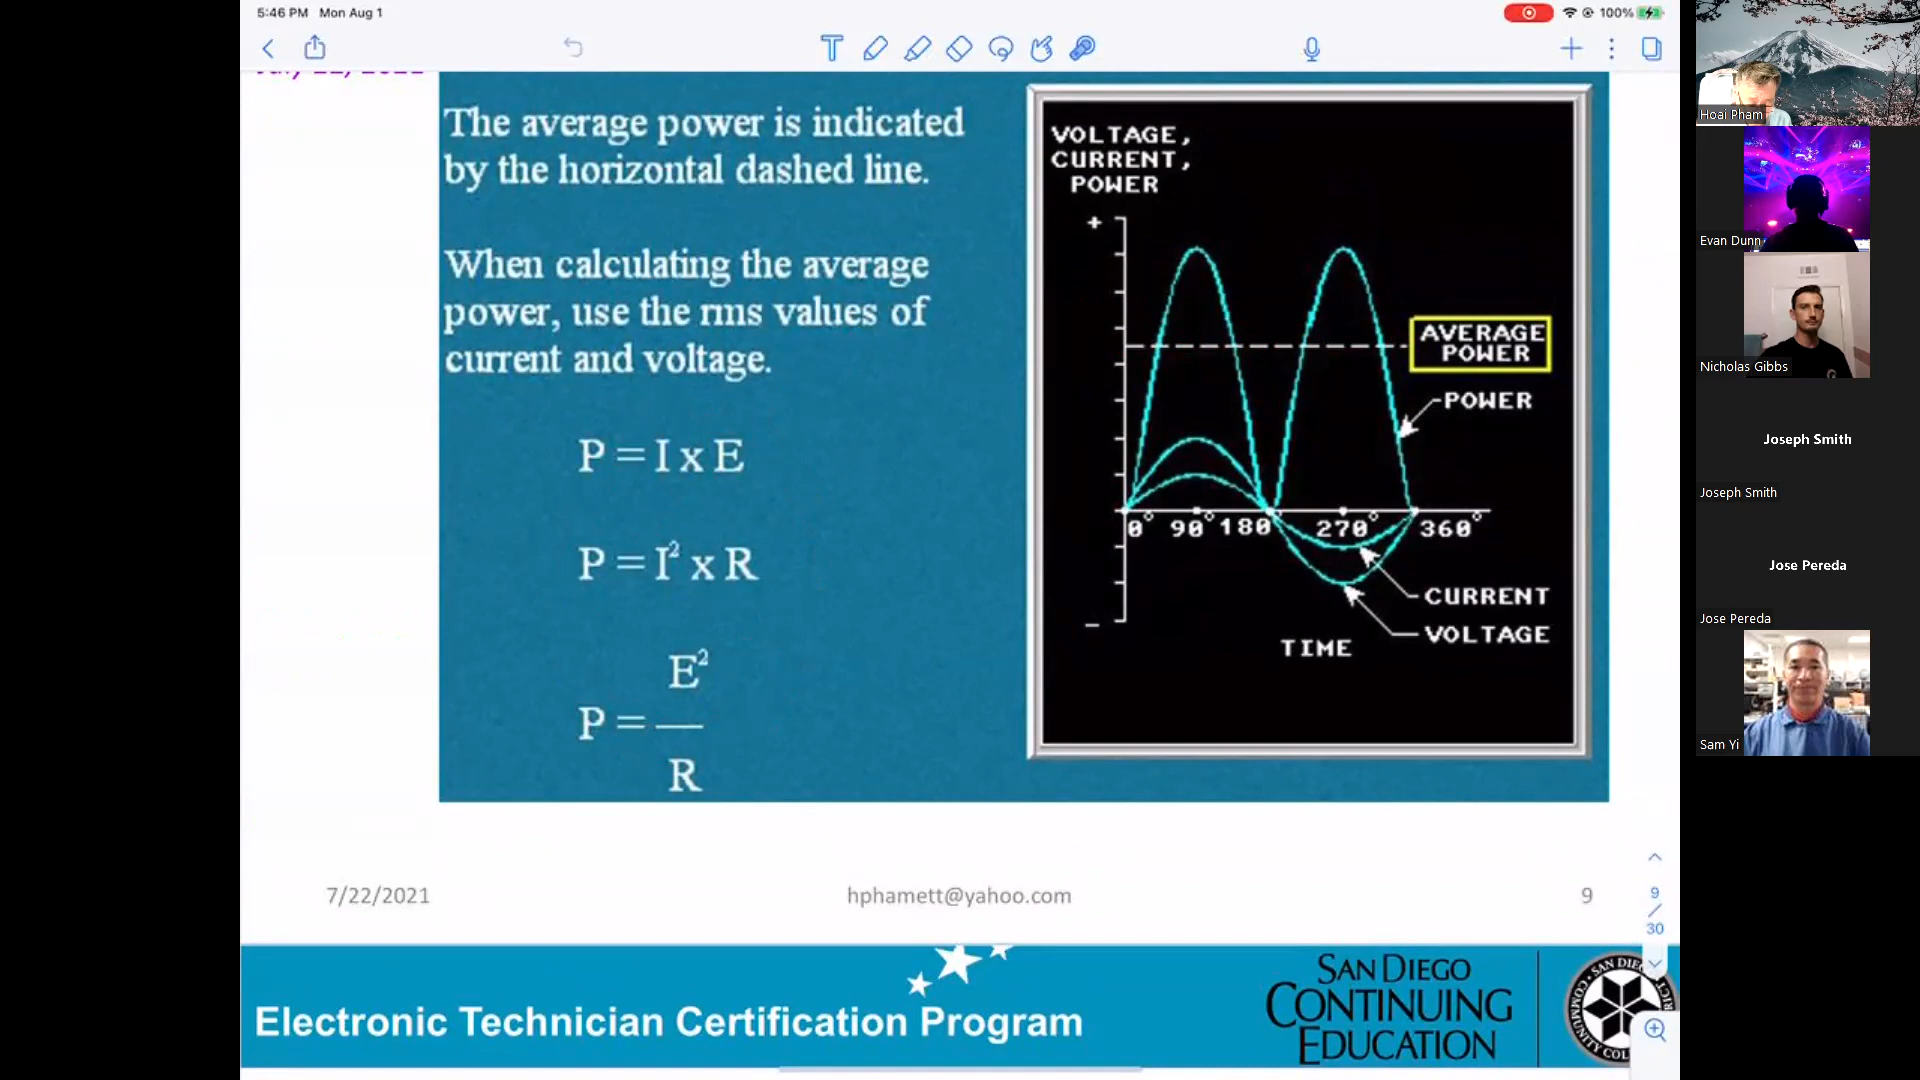 5:46 PM Mon Aug 1
100%
The average power is indicated
by the horizontal dashed line.
When calculating the average
power, use the rms values of
current and voltage.
P = I x E
P = I² x R
E²
P = —
R
VOLTAGE,
CURRENT,
POWER
+
AVERAGE
POWER
POWER
0° 90° 180° 270° 360°
CURRENT
VOLTAGE
–
TIME
7/22/2021
hphamett@yahoo.com
9
9
/
30
Electronic Technician Certification Program
SAN DIEGO
CONTINUING
EDUCATION
Hoai Pham
Evan Dunn
Nicholas Gibbs
Joseph Smith
Joseph Smith
Jose Pereda
Jose Pereda
Sam Yi